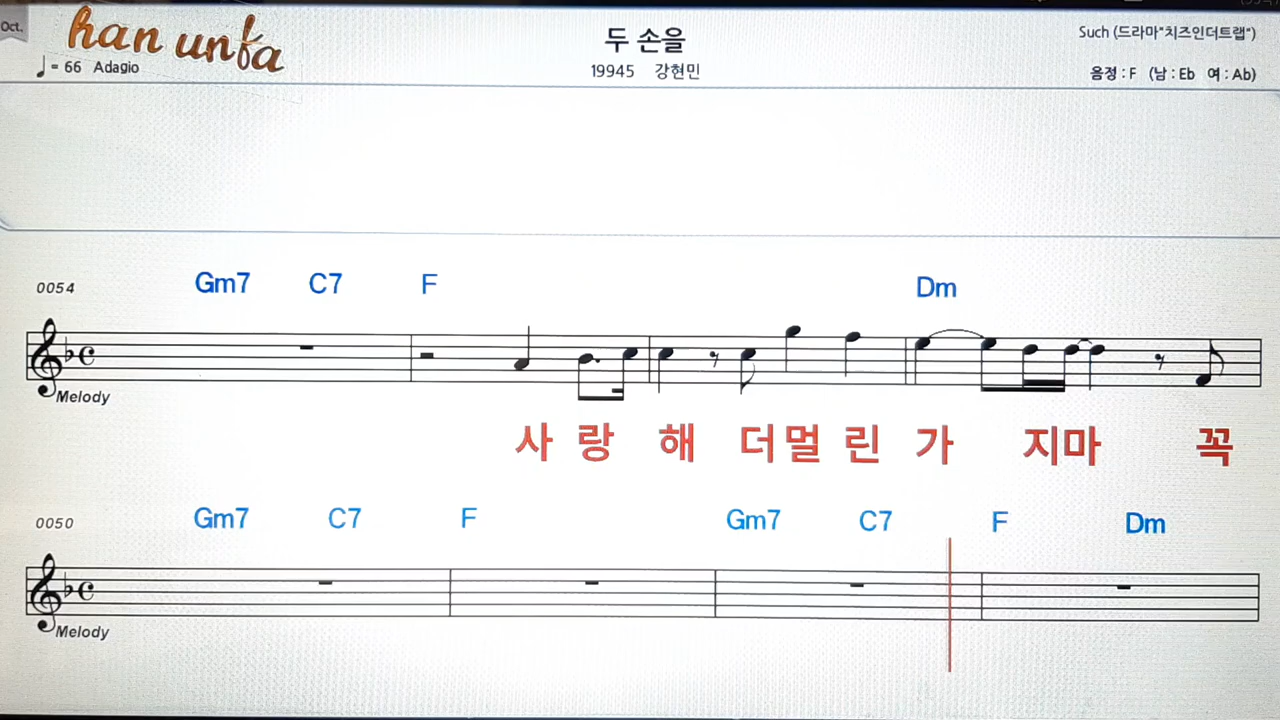 Oct.
han unfa
♩= 66 Adagio
두 손을
19945 강현민
Such (드라마"치즈인더트랩")
음정 : F (남 : Eb 여 : Ab)
0054
Gm7 C7 F Dm
Melody
사 랑 해 더 멀 린 가 지마 꼭
0050
Gm7 C7 F Gm7 C7 F Dm
Melody